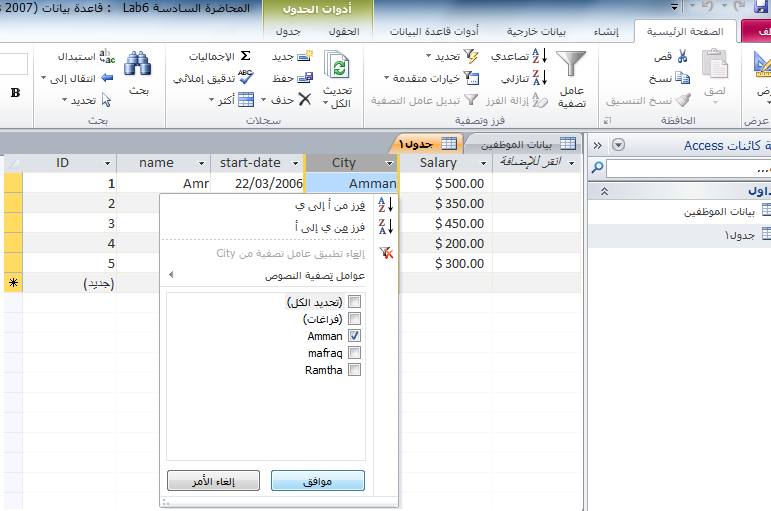 أدوات الجدول
المحاضرة السادسة Lab6 : قاعدة بيانات (2007
الصفحة الرئيسية
إنشاء
بيانات خارجية
أدوات قاعدة البيانات
الحقول
جدول
لصق
قص
نسخ
نسخ التنسيق
الحافظة
عامل
تصفية
تصاعدي
تنازلي
إزالة الفرز
تحديد
خيارات متقدمة
تبديل عامل التصفية
فرز وتصفية
تحديث
الكل
جديد
حفظ
حذف
الإجماليات
تدقيق إملائي
أكثر
سجلات
بحث
استبدال
انتقال إلى
تحديد
بحث
B
كائنات Access
بيانات الموظفين
جدول١
بيانات الموظفين
جدول١
ID name start-date City Salary انقر للإضافة
1 Amr 22/03/2006 Amman $ 500.00
2 $ 350.00
3 $ 450.00
4 $ 200.00
5 $ 300.00
(جديد)
فرز من أ إلى ي
فرز من ي إلى أ
إلغاء تطبيق عامل تصفية من City
عوامل تصفية النصوص
(تحديد الكل)
(فراغات)
Amman
mafraq
Ramtha
موافق
إلغاء الأمر